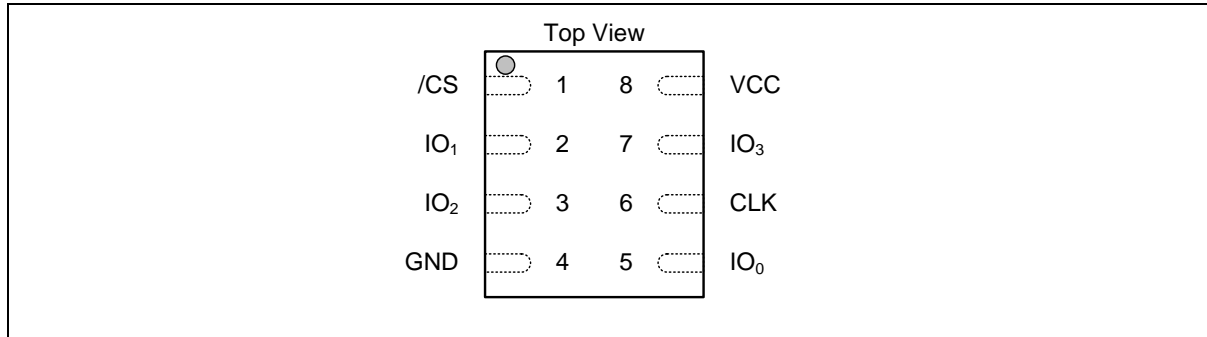 Top View
/CS 1 8 VCC
IO₁ 2 7 IO₃
IO₂ 3 6 CLK
GND 4 5 IO₀